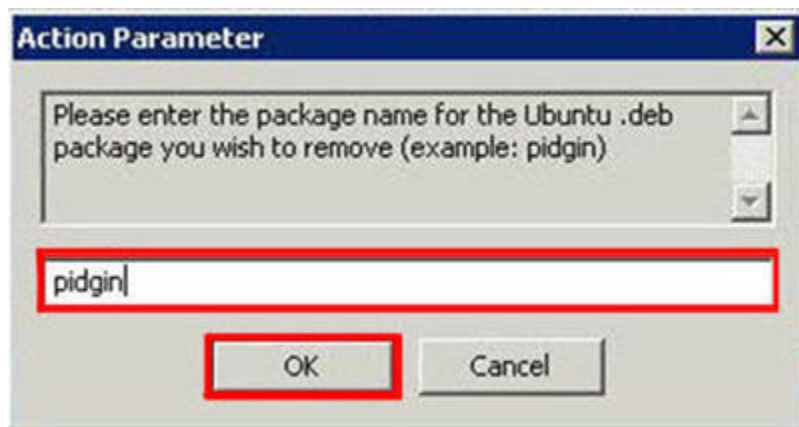 Action Parameter
Please enter the package name for the Ubuntu .deb
package you wish to remove (example: pidgin)
pidgin
OK
Cancel